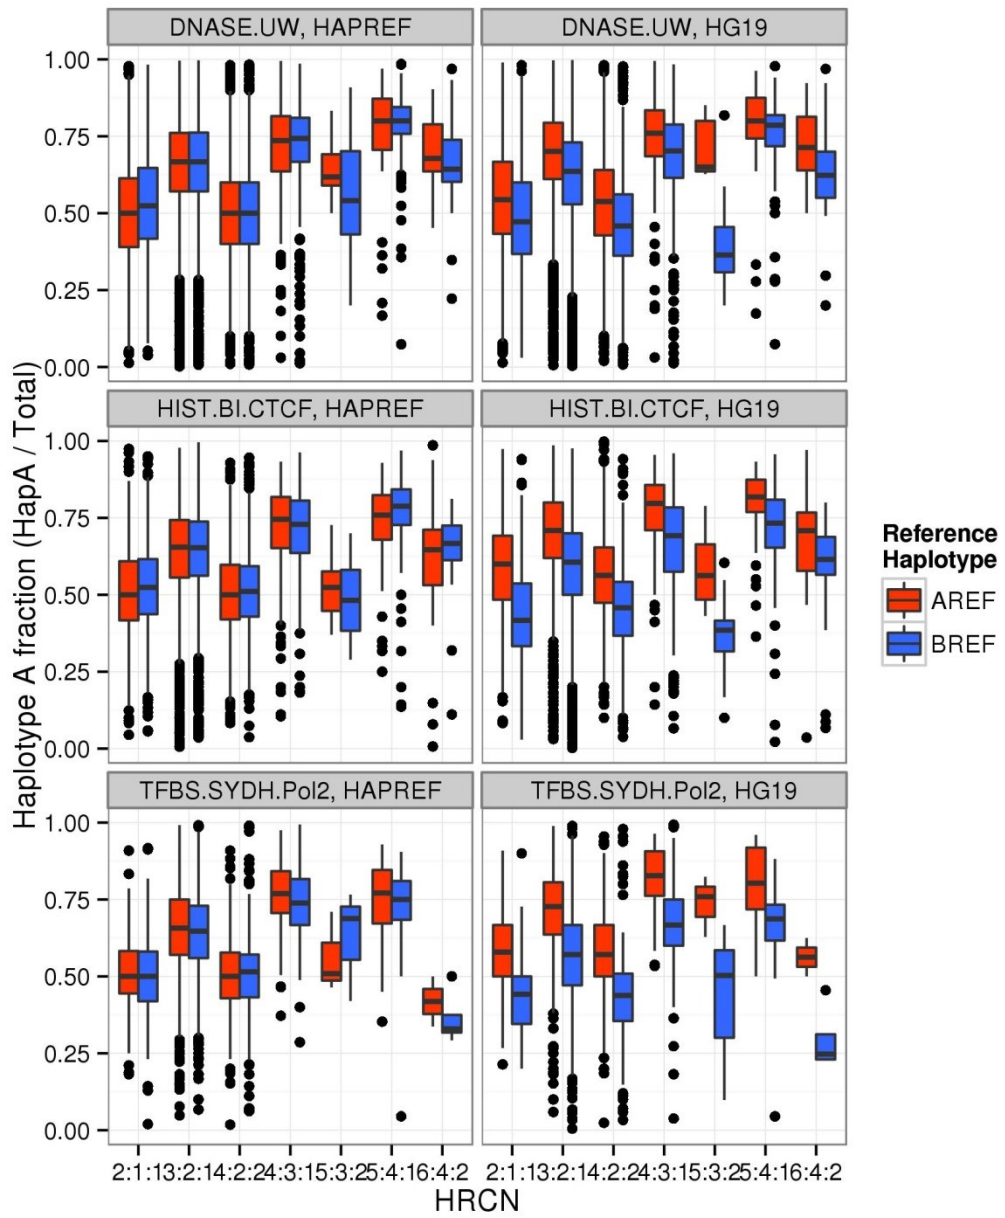 DNASE.UW, HAPREF
DNASE.UW, HG19
1.00
0.75
0.50
0.25
0.00
HIST.BI.CTCF, HAPREF
HIST.BI.CTCF, HG19
1.00
0.75
0.50
0.25
0.00
TFBS.SYDH.Pol2, HAPREF
TFBS.SYDH.Pol2, HG19
1.00
0.75
0.50
0.25
0.00
Haplotype A fraction (HapA / Total)
2:1:13:2:14:2:24:3:15:3:25:4:16:4:2
2:1:13:2:14:2:24:3:15:3:25:4:16:4:2
HRCN
Reference
Haplotype
AREF
BREF